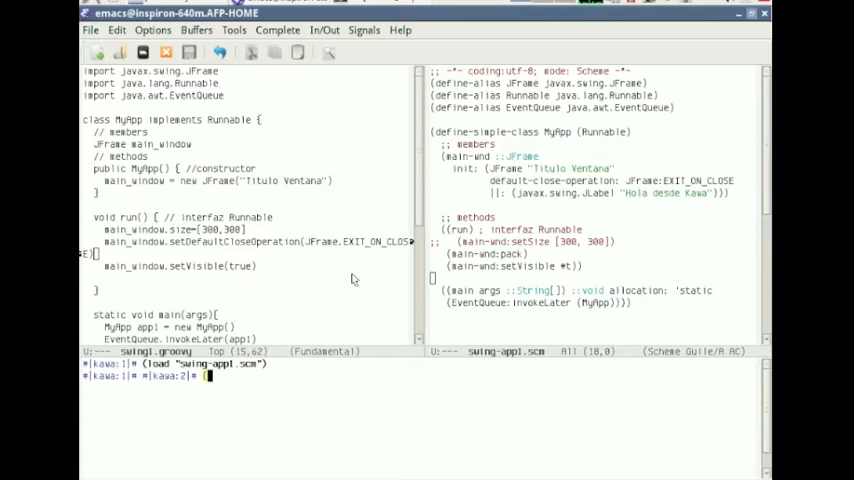 emacs@inspiron-640m.AFP-HOME
File Edit Options Buffers Tools Complete In/Out Signals Help
import javax.swing.JFrame
import java.lang.Runnable
import java.awt.EventQueue
class MyApp implements Runnable {
// members
JFrame main_window
// methods
public MyApp() { //constructor
main_window = new JFrame("Titulo Ventana")
}
void run() { // interfaz Runnable
main_window.size=[300,300]
main_window.setDefaultCloseOperation(JFrame.EXIT_ON_CLOS
E)
main_window.setVisible(true)
}
static void main(args){
MyApp app1 = new MyApp()
EventQueue.invokeLater(app1)
U:--- swing1.groovy Top (15,62) (Fundamental)
;; -*- coding:utf-8; mode: Scheme -*-
(define-alias JFrame javax.swing.JFrame)
(define-alias Runnable java.lang.Runnable)
(define-alias EventQueue java.awt.EventQueue)
(define-simple-class MyApp (Runnable)
;; members
(main-wnd ::JFrame
init: (JFrame "Titulo Ventana"
default-close-operation: JFrame:EXIT_ON_CLOSE
||: (javax.swing.JLabel "Hola desde Kawa")))
;; methods
((run) ; interfaz Runnable
;; (main-wnd:setSize [300, 300])
(main-wnd:pack)
(main-wnd:setVisible #t))
((main args ::String[]) ::void allocation: 'static
(EventQueue:invokeLater (MyApp))))
U:--- swing-app1.scm All (18,0) (Scheme Guile/A AC)
#|kawa:1|# (load "swing-app1.scm")
#|kawa:1|# #|kawa:2|# (